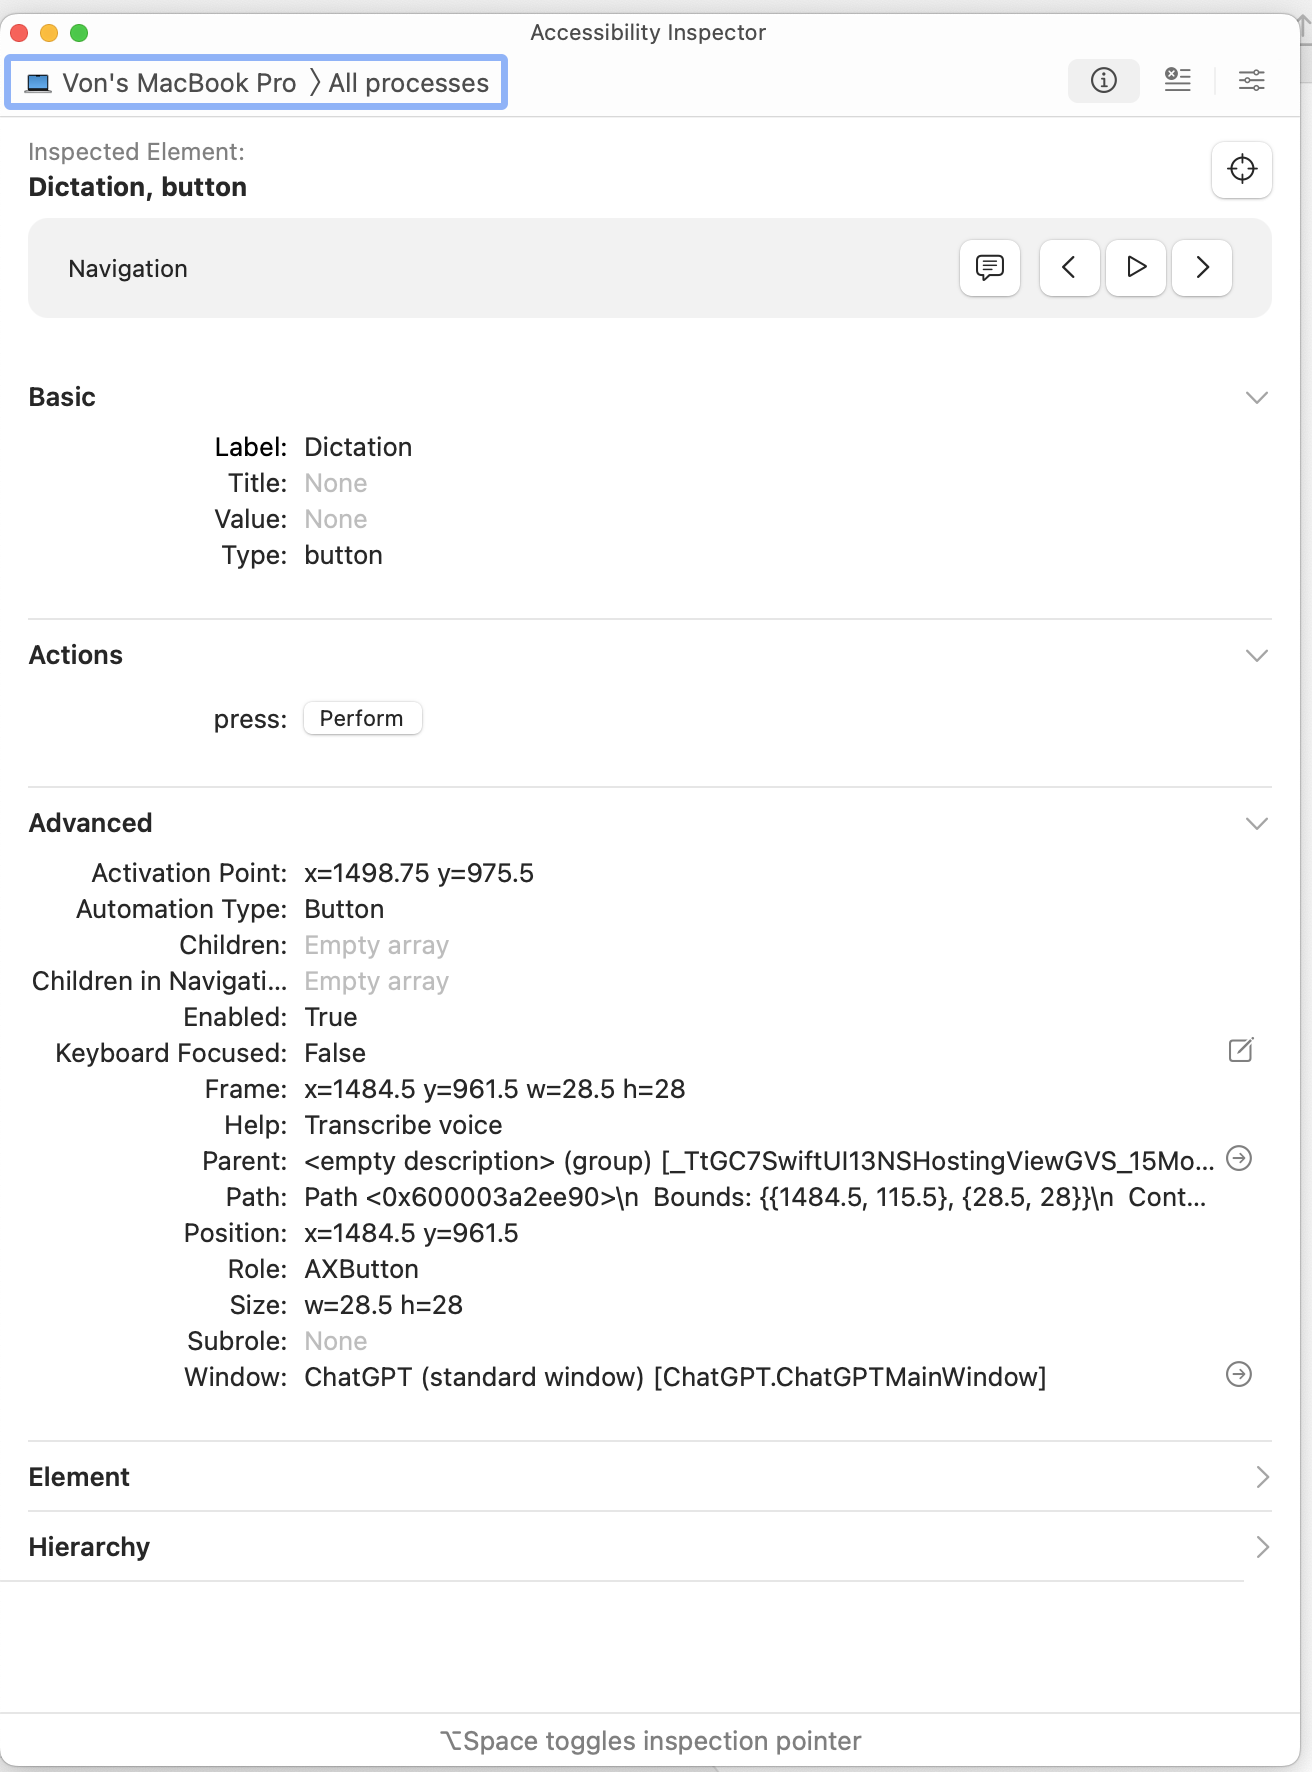 Accessibility Inspector
Von's MacBook Pro 〉All processes
Inspected Element:
Dictation, button
Navigation
Basic
Label: Dictation
Title: None
Value: None
Type: button
Actions
press: Perform
Advanced
Activation Point: x=1498.75 y=975.5
Automation Type: Button
Children: Empty array
Children in Navigati... Empty array
Enabled: True
Keyboard Focused: False
Frame: x=1484.5 y=961.5 w=28.5 h=28
Help: Transcribe voice
Parent: <empty description> (group) [_TtGC7SwiftUI13NSHostingViewGVS_15Mo...
Path: Path <0x600003a2ee90>\n  Bounds: {{1484.5, 115.5}, {28.5, 28}}\n  Cont...
Position: x=1484.5 y=961.5
Role: AXButton
Size: w=28.5 h=28
Subrole: None
Window: ChatGPT (standard window) [ChatGPT.ChatGPTMainWindow]
Element
Hierarchy
⌥Space toggles inspection pointer